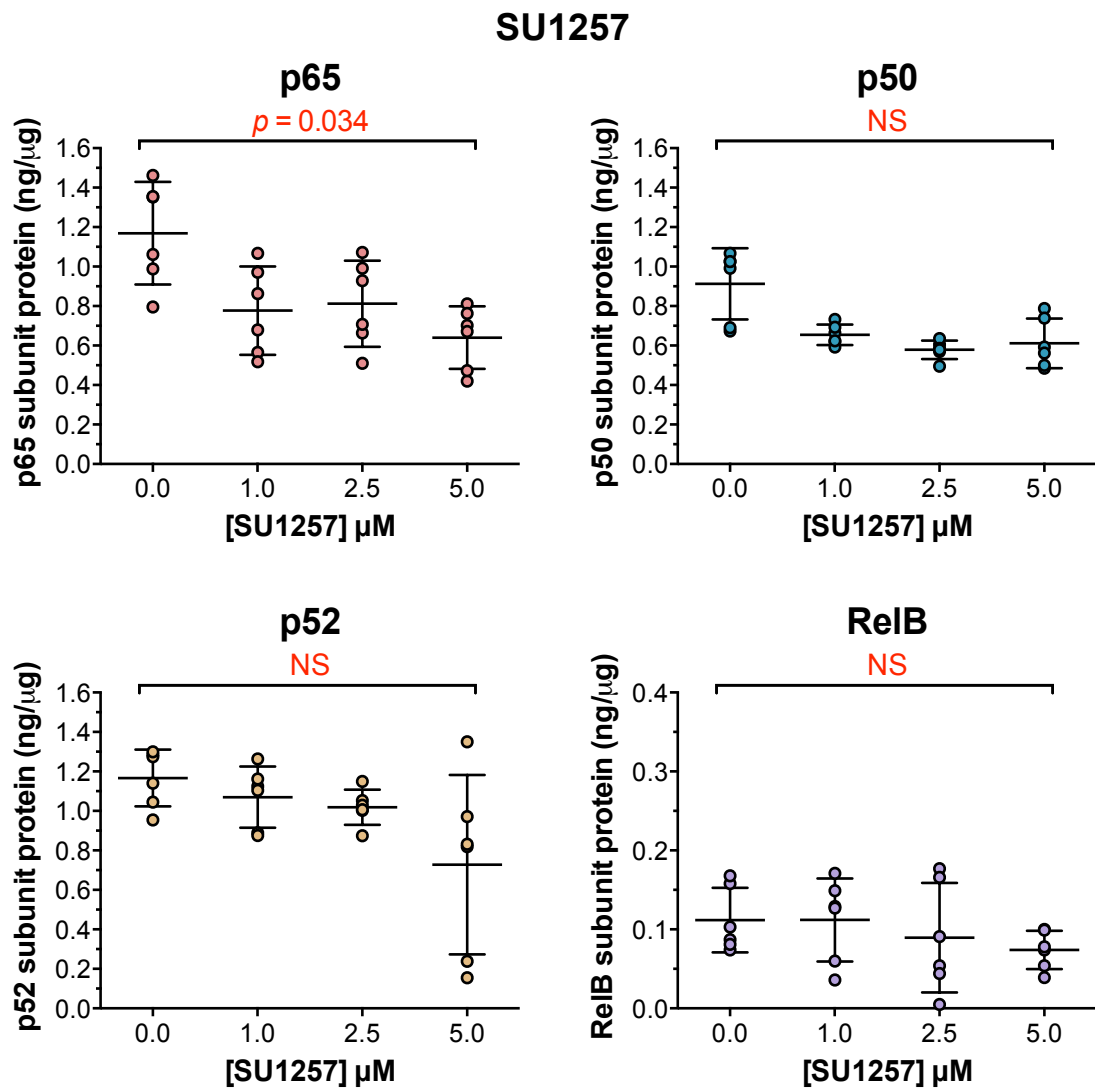 SU1257
p65
p = 0.034
p65 subunit protein (ng/μg)
1.6
1.4
1.2
1.0
0.8
0.6
0.4
0.2
0.0
0.0 1.0 2.5 5.0
[SU1257] μM
p50
NS
p50 subunit protein (ng/μg)
1.6
1.4
1.2
1.0
0.8
0.6
0.4
0.2
0.0
0.0 1.0 2.5 5.0
[SU1257] μM
p52
NS
p52 subunit protein (ng/μg)
1.6
1.4
1.2
1.0
0.8
0.6
0.4
0.2
0.0
0.0 1.0 2.5 5.0
[SU1257] μM
RelB
NS
RelB subunit protein (ng/μg)
0.4
0.3
0.2
0.1
0.0
0.0 1.0 2.5 5.0
[SU1257] μM